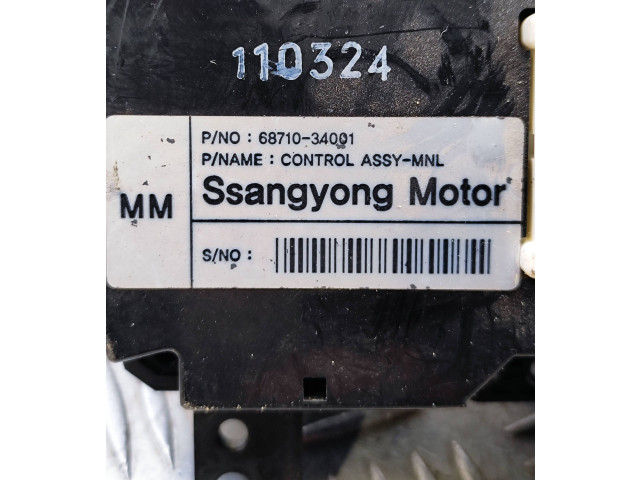 110324
P/NO : 68710-34001
P/NAME : CONTROL ASSY-MNL
MM
Ssangyong Motor
S/NO :